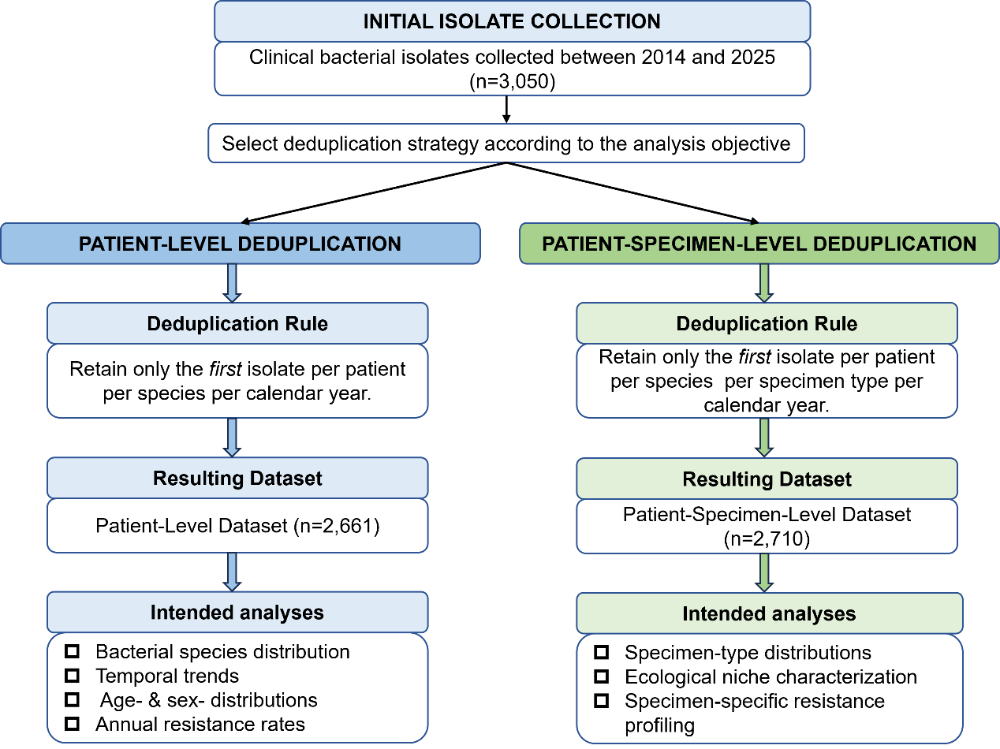 INITIAL ISOLATE COLLECTION
Clinical bacterial isolates collected between 2014 and 2025
(n=3,050)
Select deduplication strategy according to the analysis objective
PATIENT-LEVEL DEDUPLICATION
Deduplication Rule
Retain only the first isolate per patient
per species per calendar year.
Resulting Dataset
Patient-Level Dataset (n=2,661)
Intended analyses
Bacterial species distribution
Temporal trends
Age- & sex- distributions
Annual resistance rates
PATIENT-SPECIMEN-LEVEL DEDUPLICATION
Deduplication Rule
Retain only the first isolate per patient
per species  per specimen type per
calendar year.
Resulting Dataset
Patient-Specimen-Level Dataset
(n=2,710)
Intended analyses
Specimen-type distributions
Ecological niche characterization
Specimen-specific resistance
profiling